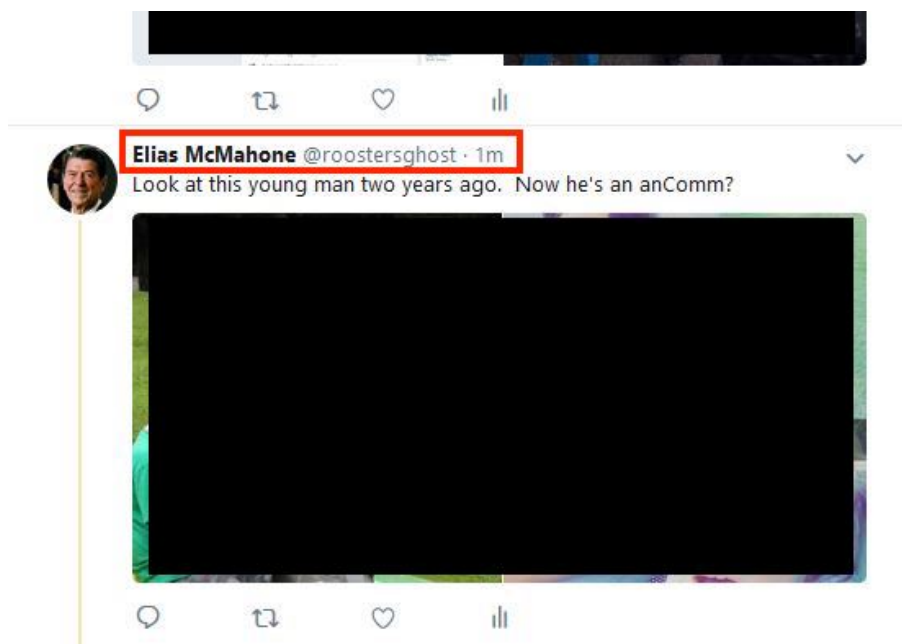 Elias McMahone @roostersghost · 1m
Look at this young man two years ago.  Now he's an anComm?